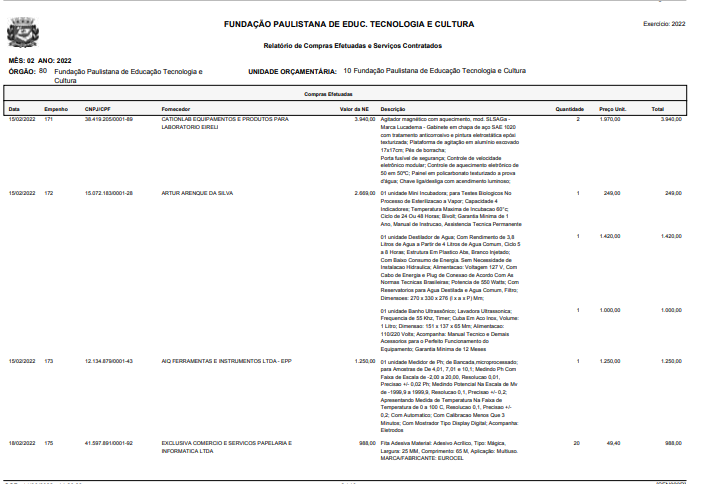 FUNDAÇÃO PAULISTANA DE EDUC. TECNOLOGIA E CULTURA
Exercício: 2022
Relatório de Compras Efetuadas e Serviços Contratados
MÊS: 02 ANO: 2022
ÓRGÃO: 80 Fundação Paulistana de Educação Tecnologia e Cultura
UNIDADE ORÇAMENTÁRIA: 10 Fundação Paulistana de Educação Tecnologia e Cultura
Compras Efetuadas
Data Empenho CNPJ/CPF Fornecedor Valor da NE Descrição Quantidade Preço Unit. Total
15/02/2022 171 38.419.205/0001-89 CATIONLAB EQUIPAMENTOS E PRODUTOS PARA 3.940,00 Agitador magnético com aquecimento, mod. SLSAGa - 2 1.970,00 3.940,00
LABORATORIO EIRELI Marca Lucadema - Gabinete em chapa de aço SAE 1020
com tratamento anticorrosivo e pintura eletrostática epóxi
texturizada; Plataforma de agitação em alumínio escovado
17x17cm; Pés de borracha;
Porta fusível de segurança; Controle de velocidade
eletrônico modular; Controle de aquecimento eletrônico de
50 em 50ºC; Painel em policarbonato texturizado a prova
d'água; Chave liga/desliga com acendimento luminoso;
15/02/2022 172 15.072.183/0001-28 ARTUR ARENQUE DA SILVA 2.669,00 01 unidade Mini Incubadora; para Testes Biologicos No 1 249,00 249,00
Processo de Esterilizacao a Vapor; Capacidade 4
Indicadores; Temperatura Maxima de Incubacao 60°c;
Ciclo de 24 Ou 48 Horas; Bivolt; Garantia Minima de 1
Ano, Manual de Instrucao, Assistencia Tecnica Permanente
01 unidade Destilador de Agua; Com Rendimento de 3,8 1 1.420,00 1.420,00
Litros de Agua a Partir de 4 Litros de Agua Comum, Ciclo 5
a 8 Horas; Estrutura Em Plastico Abs, Branco Injetado;
Com Baixo Consumo de Energia. Sem Necessidade de
Instalacao Hidraulica; Alimentacao: Voltagem 127 V, Com
Cabo de Energia e Plug de Conexao de Acordo Com As
Normas Tecnicas Brasileiras; Potencia de 550 Watts; Com
Reservatorios para Agua Destilada e Agua Comum, Filtro;
Dimensoes: 270 x 330 x 276 (l x a x P) Mm;
01 unidade Banho Ultrassônico; Lavadora Ultrassonica; 1 1.000,00 1.000,00
Frequencia de 55 Khz, Timer; Cuba Em Aco Inox, Volume:
1 Litro; Dimensao: 151 x 137 x 65 Mm; Alimentacao:
110/220 Volts; Acompanha: Manual Tecnico e Demais
Acessorios para o Perfeito Funcionamento do
Equipamento; Garantia Minima de 12 Meses
15/02/2022 173 12.134.879/0001-43 AIQ FERRAMENTAS E INSTRUMENTOS LTDA - EPP 1.250,00 01 unidade Medidor de Ph; de Bancada,microprocessado; 1 1.250,00 1.250,00
para Amostras de De 4,01, 7,01 e 10,1; Medindo Ph Com
Faixa de Escala de -2,00 a 20,00, Resolucao 0,01,
Precisao +/- 0,02 Ph; Medindo Potencial Na Escala de Mv
de -1999,9 a 1999,9, Resolucao 0,1, Precisao +/- 0,2;
Apresentando Medida de Temperatura Na Faixa de
Temperatura de 0 a 100 C, Resolucao 0,1, Precisao +/-
0,2; Com Automatico; Com Calibracao Menos Que 3
Minutos; Com Mostrador Tipo Display Digital; Acompanha:
Eletrodos
18/02/2022 175 41.597.891/0001-92 EXCLUSIVA COMERCIO E SERVICOS PAPELARIA E 988,00 Fita Adesiva Material: Adesivo Acrílico, Tipo: Mágica, 20 49,40 988,00
INFORMATICA LTDA Largura: 25 MM, Comprimento: 65 M, Aplicação: Multiuso.
MARCA/FABRICANTE: EUROCEL